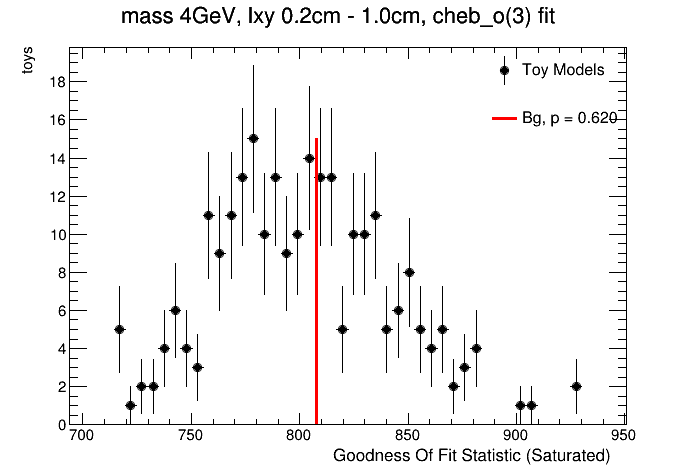 mass 4GeV, lxy 0.2cm - 1.0cm, cheb_o(3) fit
toys
Toy Models
Bg, p = 0.620
18
16
14
12
10
8
6
4
2
0
700 750 800 850 900 950
Goodness Of Fit Statistic (Saturated)